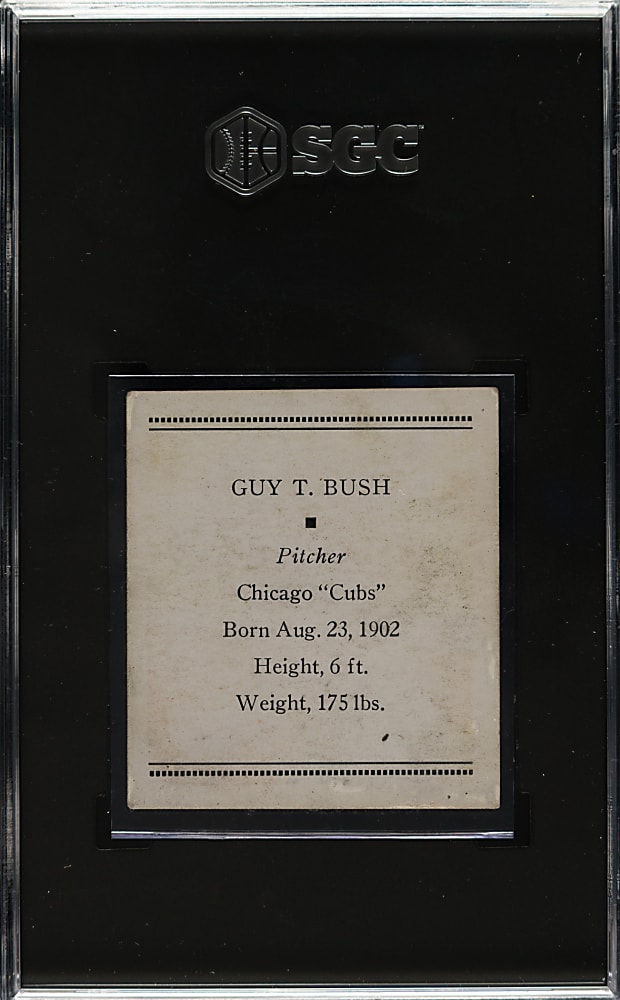 SGC
GUY T. BUSH
Pitcher
Chicago “Cubs”
Born Aug. 23, 1902
Height, 6 ft.
Weight, 175 lbs.